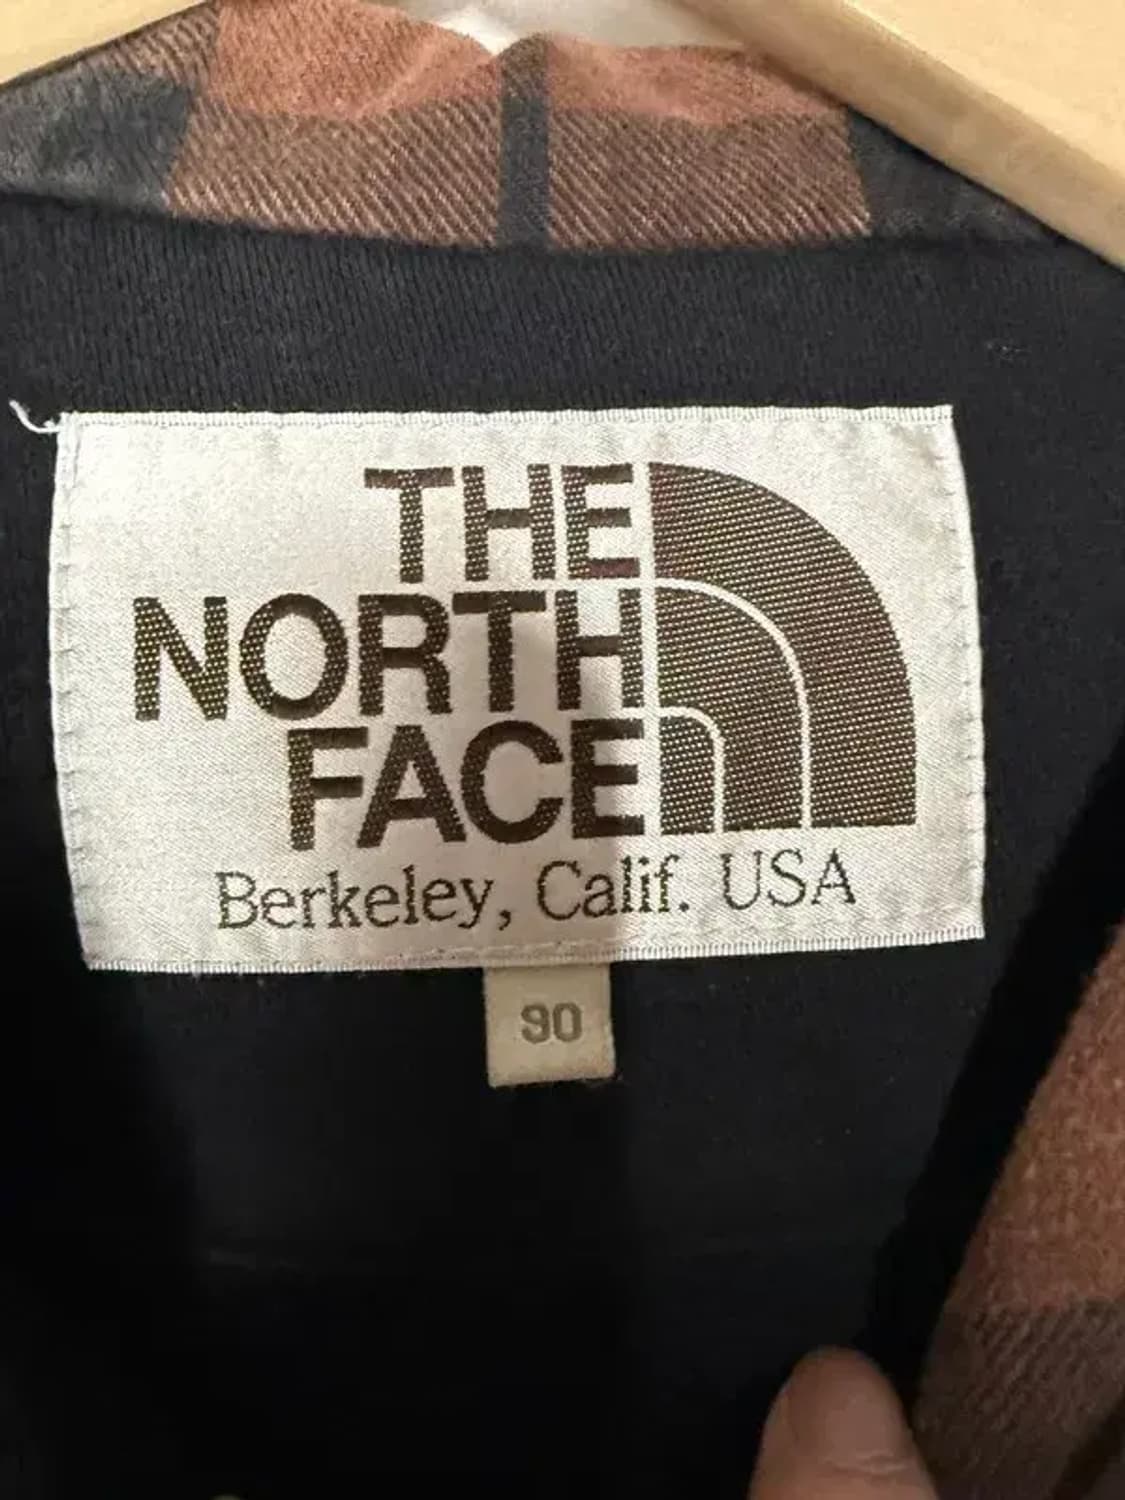 THE
NORTH
FACE
Berkeley, Calif. USA
90